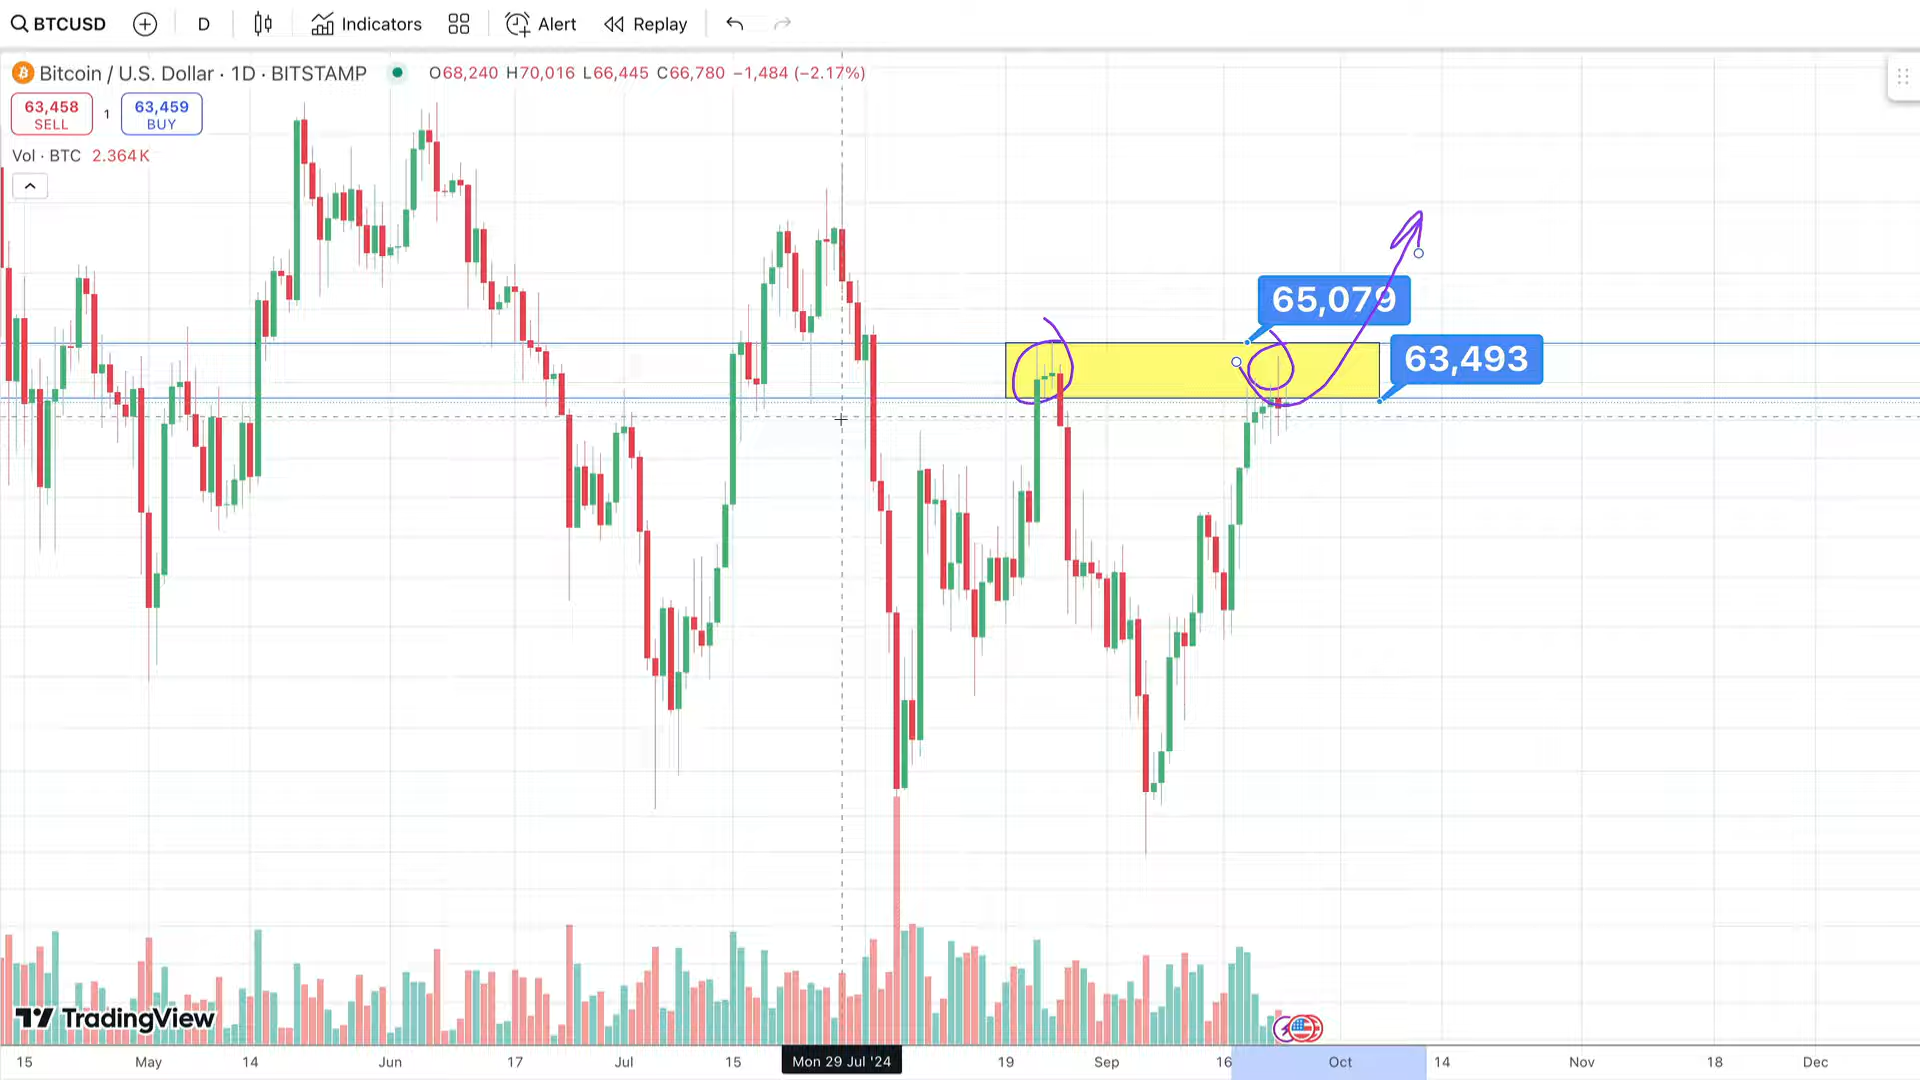 BTCUSD D Indicators Alert Replay
Bitcoin / U.S. Dollar · 1D · BITSTAMP O68,240 H70,016 L66,445 C66,780 −1,484 (−2.17%)
63,458 1 63,459
SELL BUY
Vol · BTC 2.364K
65,079
63,493
TradingView
15 May 14 Jun 17 Jul 15 Mon 29 Jul '24 19 Sep 16 Oct 14 Nov 18 Dec